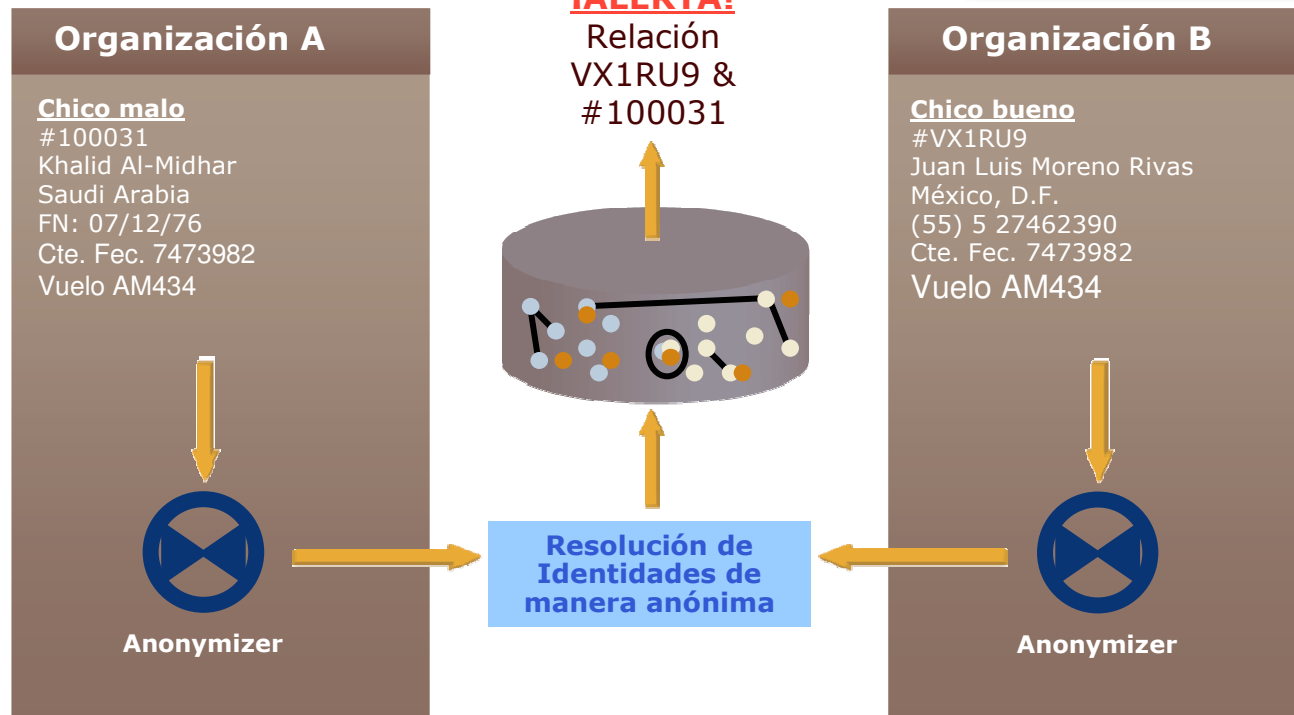 Organización A
Chico malo
#100031
Khalid Al-Midhar
Saudi Arabia
FN: 07/12/76
Cte. Fec. 7473982
Vuelo AM434
Anonymizer
¡ALERTA!
Relación
VX1RU9 &
#100031
Resolución de
Identidades de
manera anónima
Organización B
Chico bueno
#VX1RU9
Juan Luis Moreno Rivas
México, D.F.
(55) 5 27462390
Cte. Fec. 7473982
Vuelo AM434
Anonymizer